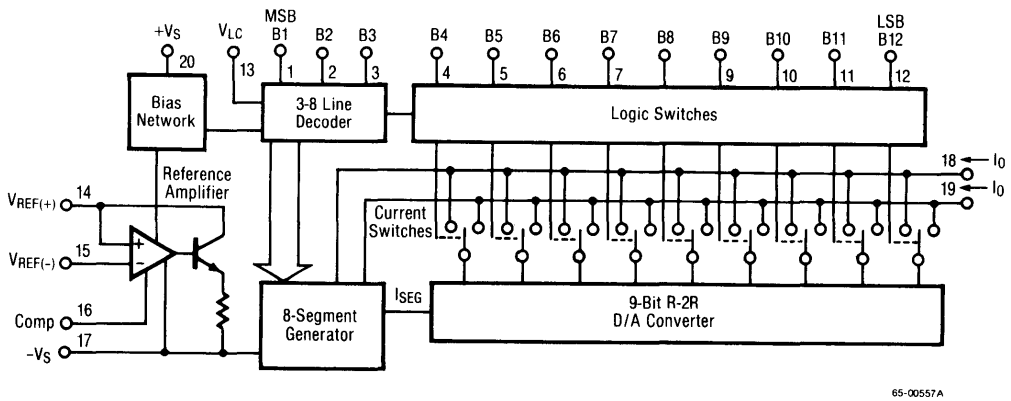 +VS
20
VLC
13
MSB
B1
1
B2
2
B3
3
B4
4
B5
5
B6
6
B7
7
B8
B9
9
B10
10
B11
11
LSB
B12
12
Bias
Network
3-8 Line
Decoder
Logic Switches
Reference
Amplifier
VREF(+)
14
VREF(-)
15
+
−
Comp
16
−VS
17
Current
Switches
18
IO
19
IO
8-Segment
Generator
ISEG
9-Bit R-2R
D/A Converter
65-00557A